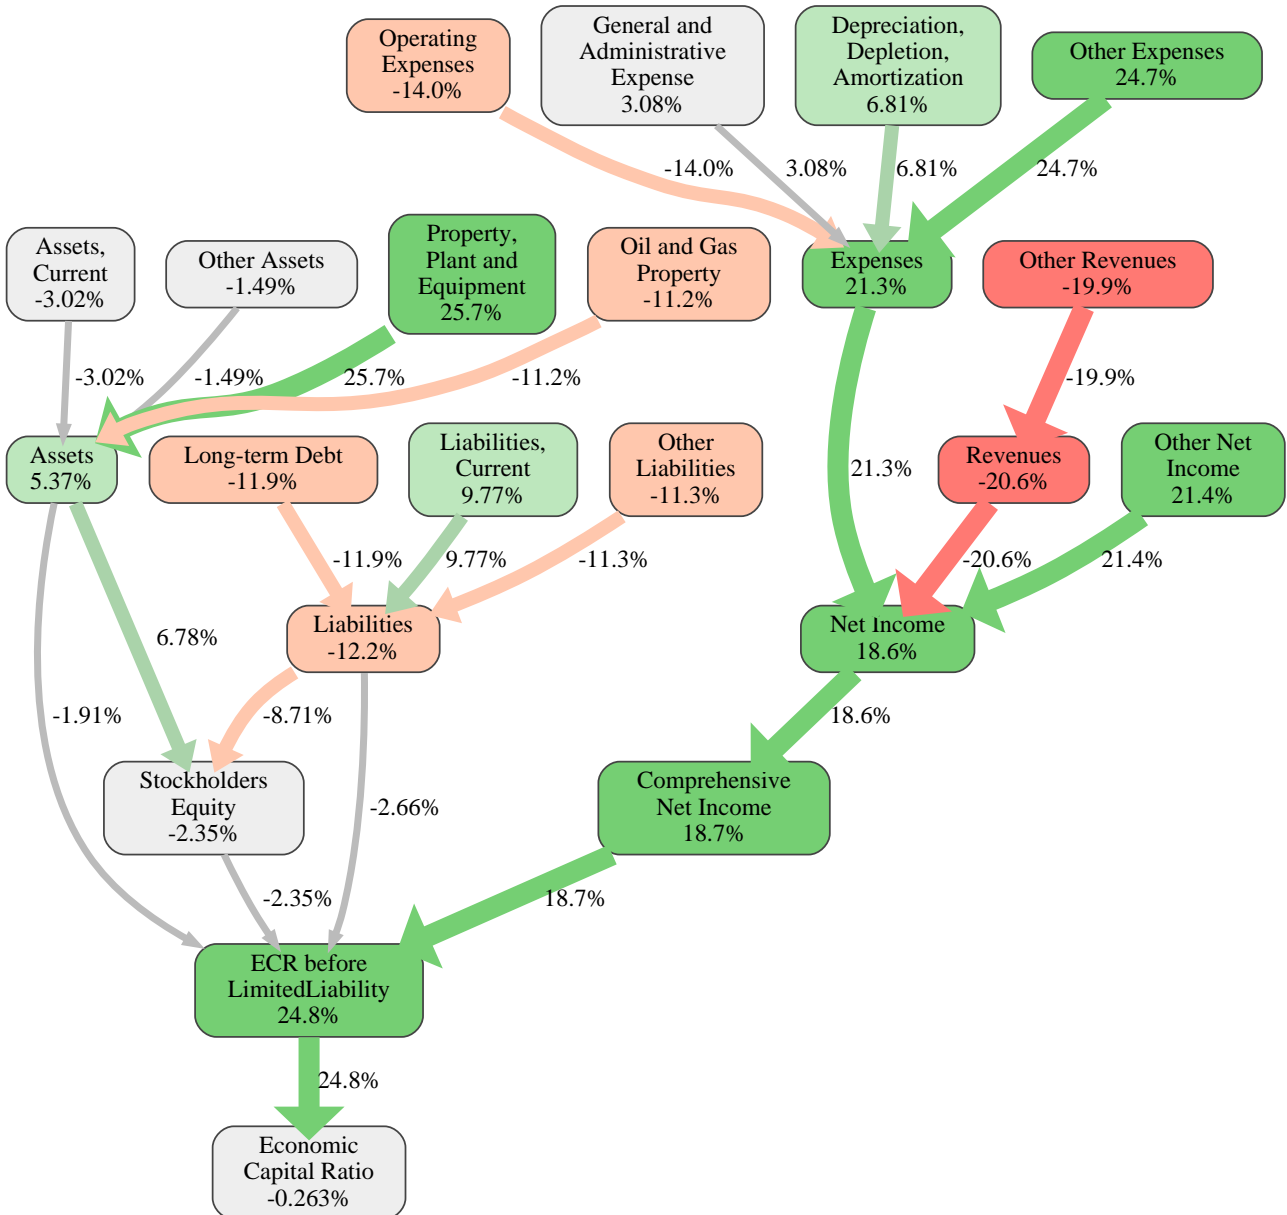 Operating
Expenses
-14.0%
General and
Administrative
Expense
3.08%
Depreciation,
Depletion,
Amortization
6.81%
Other Expenses
24.7%
-14.0%
3.08%
6.81%
24.7%
Assets,
Current
-3.02%
Other Assets
-1.49%
Property,
Plant and
Equipment
25.7%
Oil and Gas
Property
-11.2%
Expenses
21.3%
Other Revenues
-19.9%
-3.02%
-1.49%
25.7%
-11.2%
-19.9%
Assets
5.37%
Long-term Debt
-11.9%
Liabilities,
Current
9.77%
Other
Liabilities
-11.3%
21.3%
Revenues
-20.6%
Other Net
Income
21.4%
-11.9%
9.77%
-11.3%
-20.6%
21.4%
6.78%
Liabilities
-12.2%
Net Income
18.6%
-1.91%
-8.71%
18.6%
Stockholders
Equity
-2.35%
-2.66%
Comprehensive
Net Income
18.7%
-2.35%
18.7%
ECR before
LimitedLiability
24.8%
24.8%
Economic
Capital Ratio
-0.263%